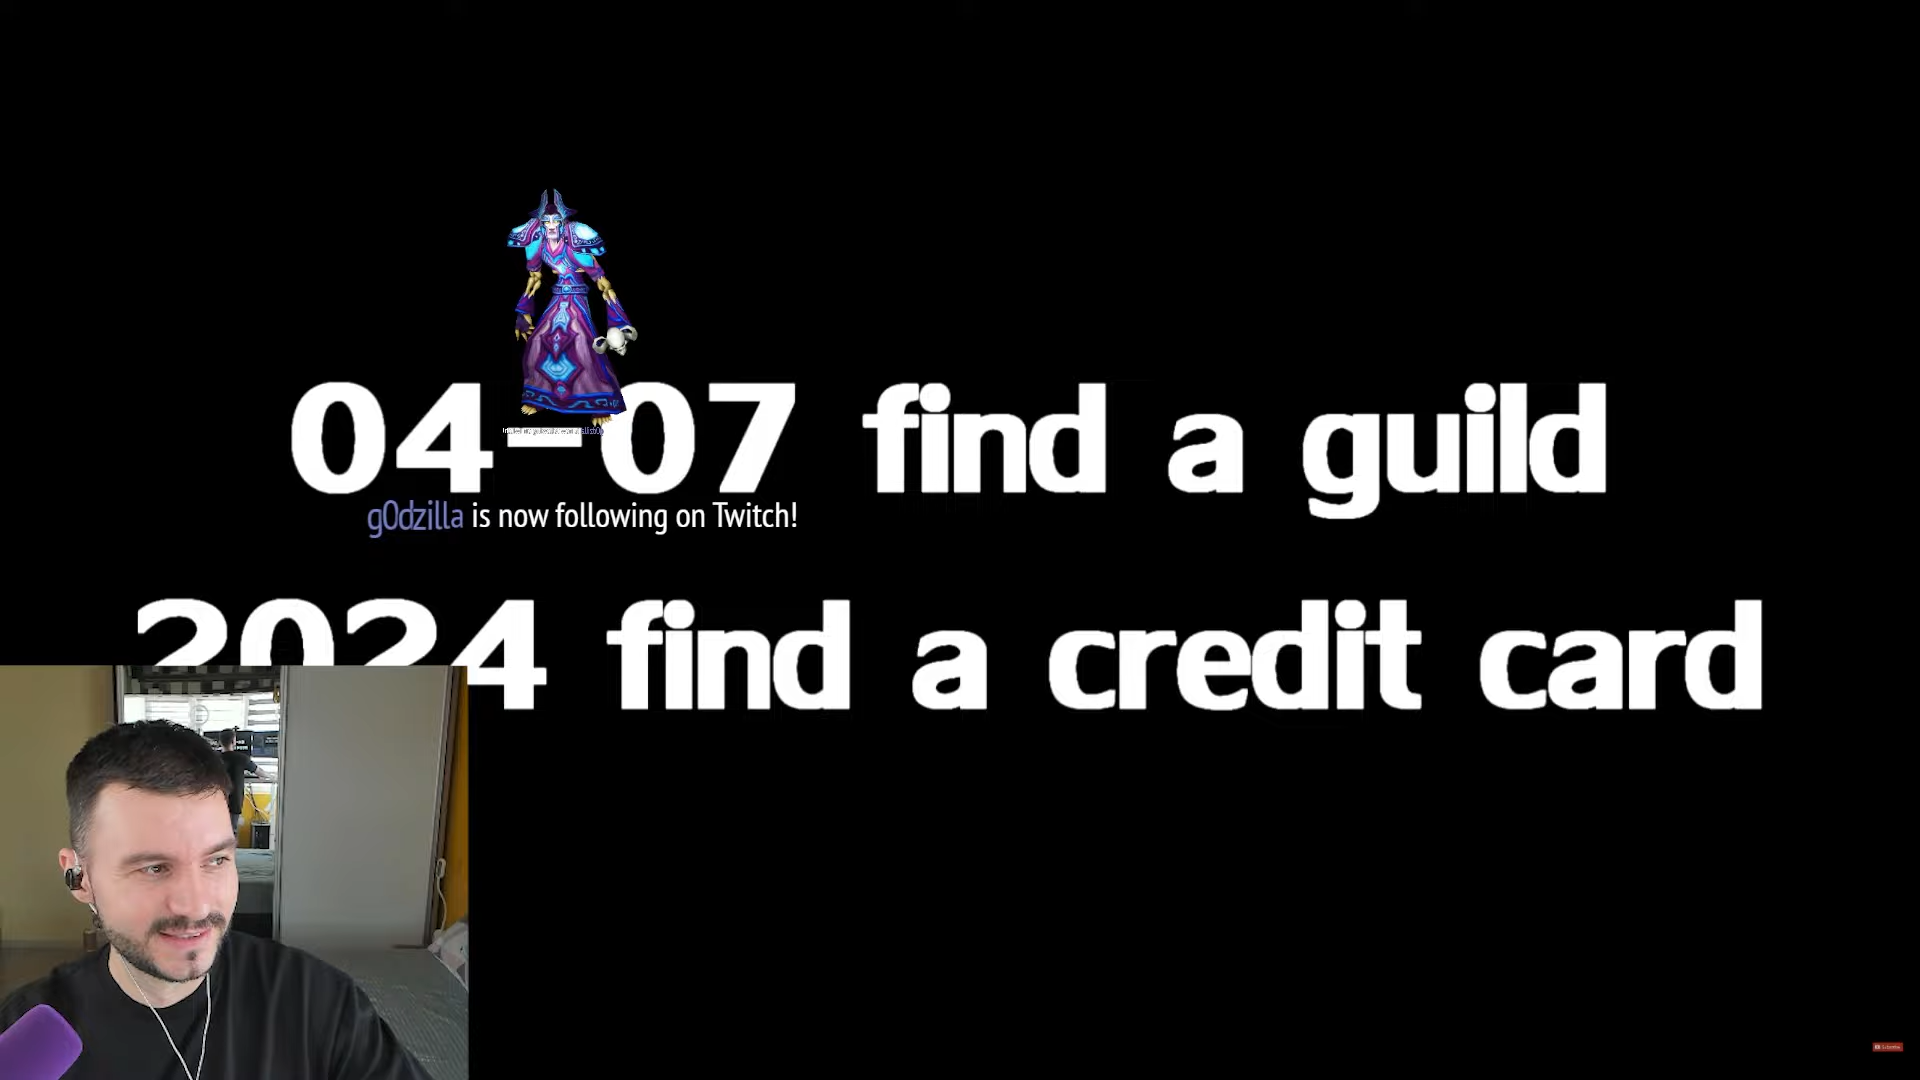 04-07 find a guild
g0dzilla is now following on Twitch!
2024 find a credit card